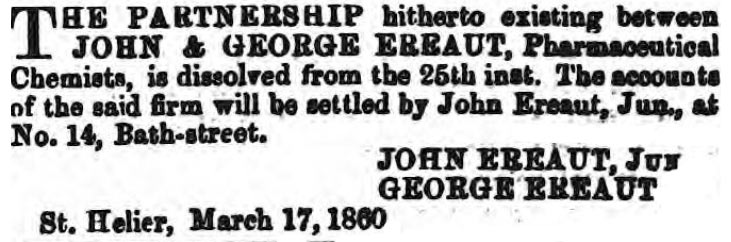 THE PARTNERSHIP hitherto existing between
JOHN & GEORGE EREAUT, Pharmaceutical
Chemists, is dissolved from the 25th inst. The accounts
of the said firm will be settled by John Ereaut, Jun., at
No. 14, Bath-street.
JOHN EREAUT, JUN
GEORGE EREAUT
St. Helier, March 17, 1860